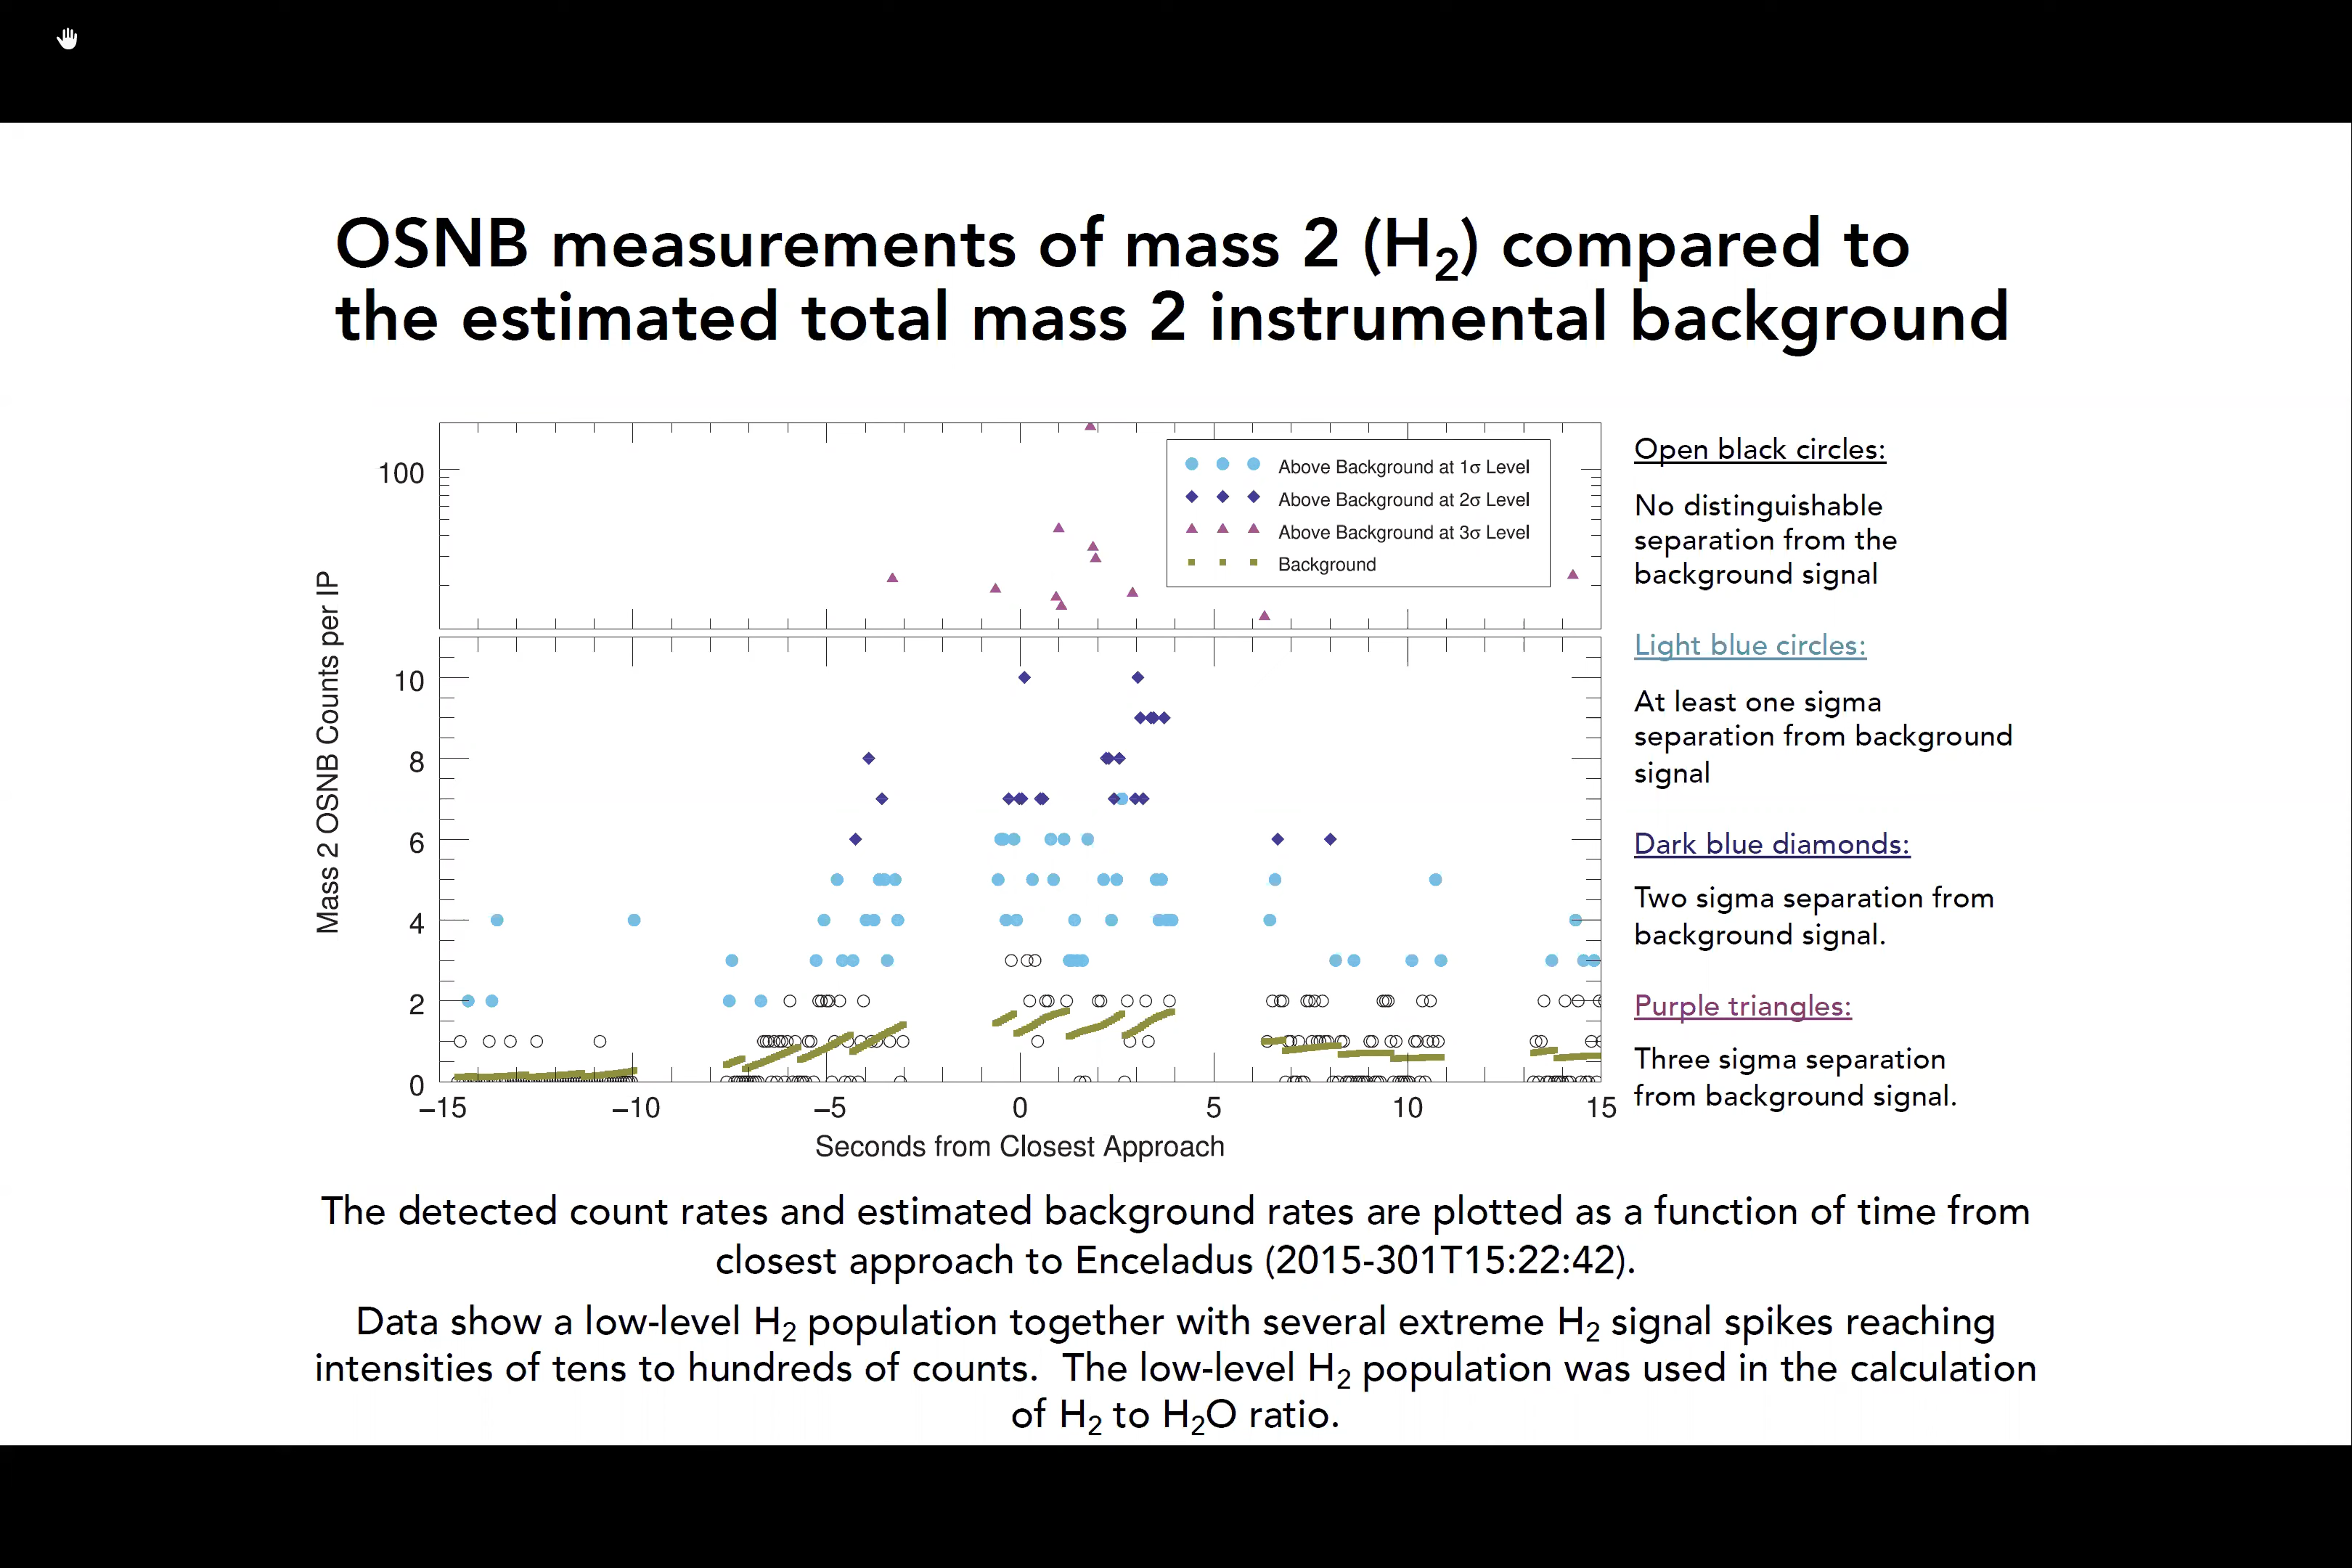 OSNB measurements of mass 2 (H₂) compared to
the estimated total mass 2 instrumental background
Mass 2 OSNB Counts per IP
100
10
8
6
4
2
0
Above Background at 1σ Level
Above Background at 2σ Level
Above Background at 3σ Level
Background
−15 −10 −5 0 5 10 15
Seconds from Closest Approach
Open black circles:
No distinguishable
separation from the
background signal
Light blue circles:
At least one sigma
separation from background
signal
Dark blue diamonds:
Two sigma separation from
background signal.
Purple triangles:
Three sigma separation
from background signal.
The detected count rates and estimated background rates are plotted as a function of time from
closest approach to Enceladus (2015-301T15:22:42).
Data show a low-level H₂ population together with several extreme H₂ signal spikes reaching
intensities of tens to hundreds of counts. The low-level H₂ population was used in the calculation
of H₂ to H₂O ratio.